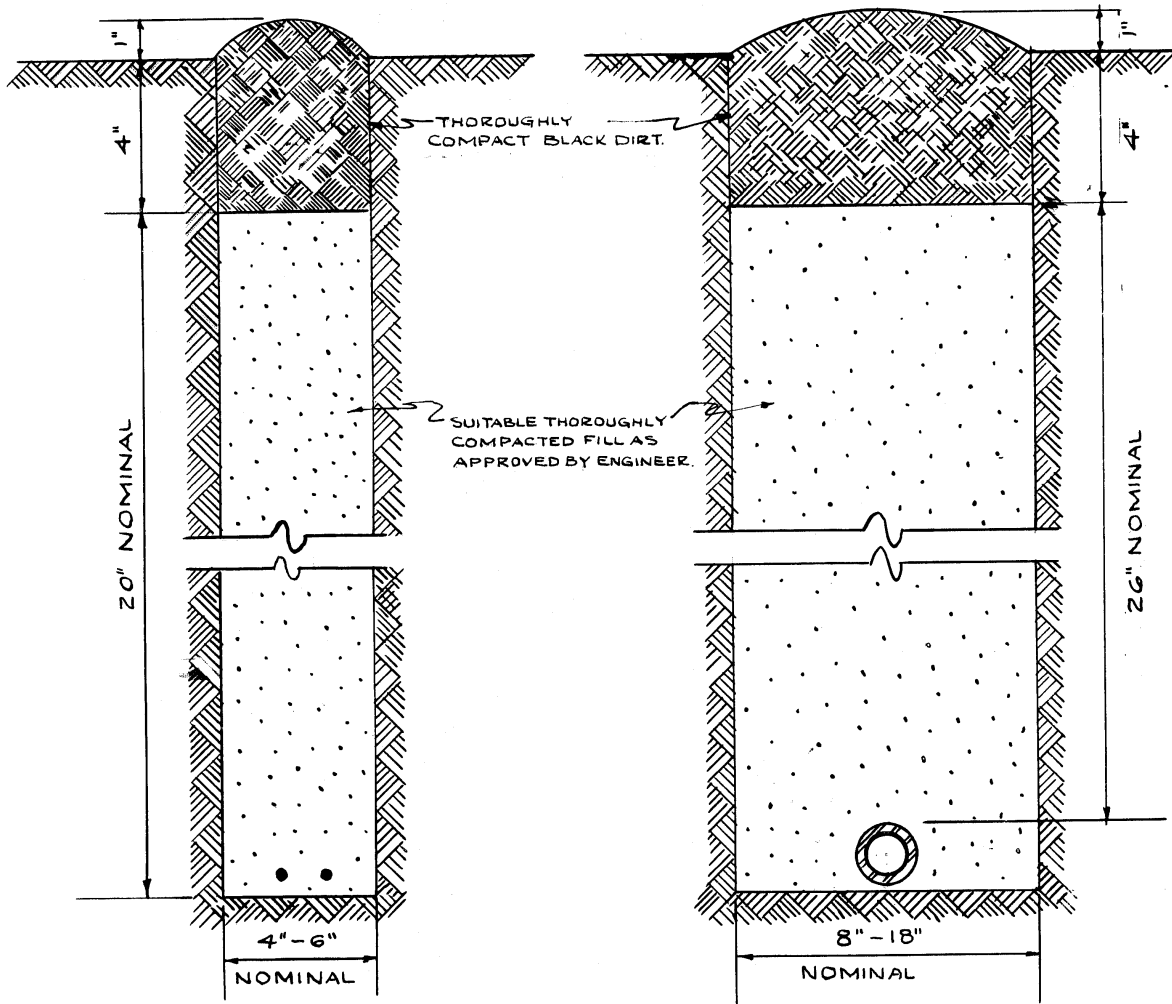 1"
1"
4"
4"
THOROUGHLY
COMPACT BLACK DIRT.
SUITABLE THOROUGHLY
COMPACTED FILL AS
APPROVED BY ENGINEER.
20" NOMINAL
26" NOMINAL
4"-6"
NOMINAL
8"-18"
NOMINAL